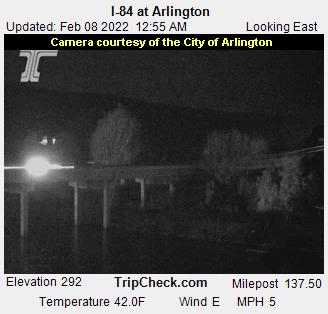 I-84 at Arlington
Updated: Feb 08 2022 12:55 AM Looking East
Camera courtesy of the City of Arlington
Elevation 292 TripCheck.com Milepost 137.50
Temperature 42.0F Wind E MPH 5